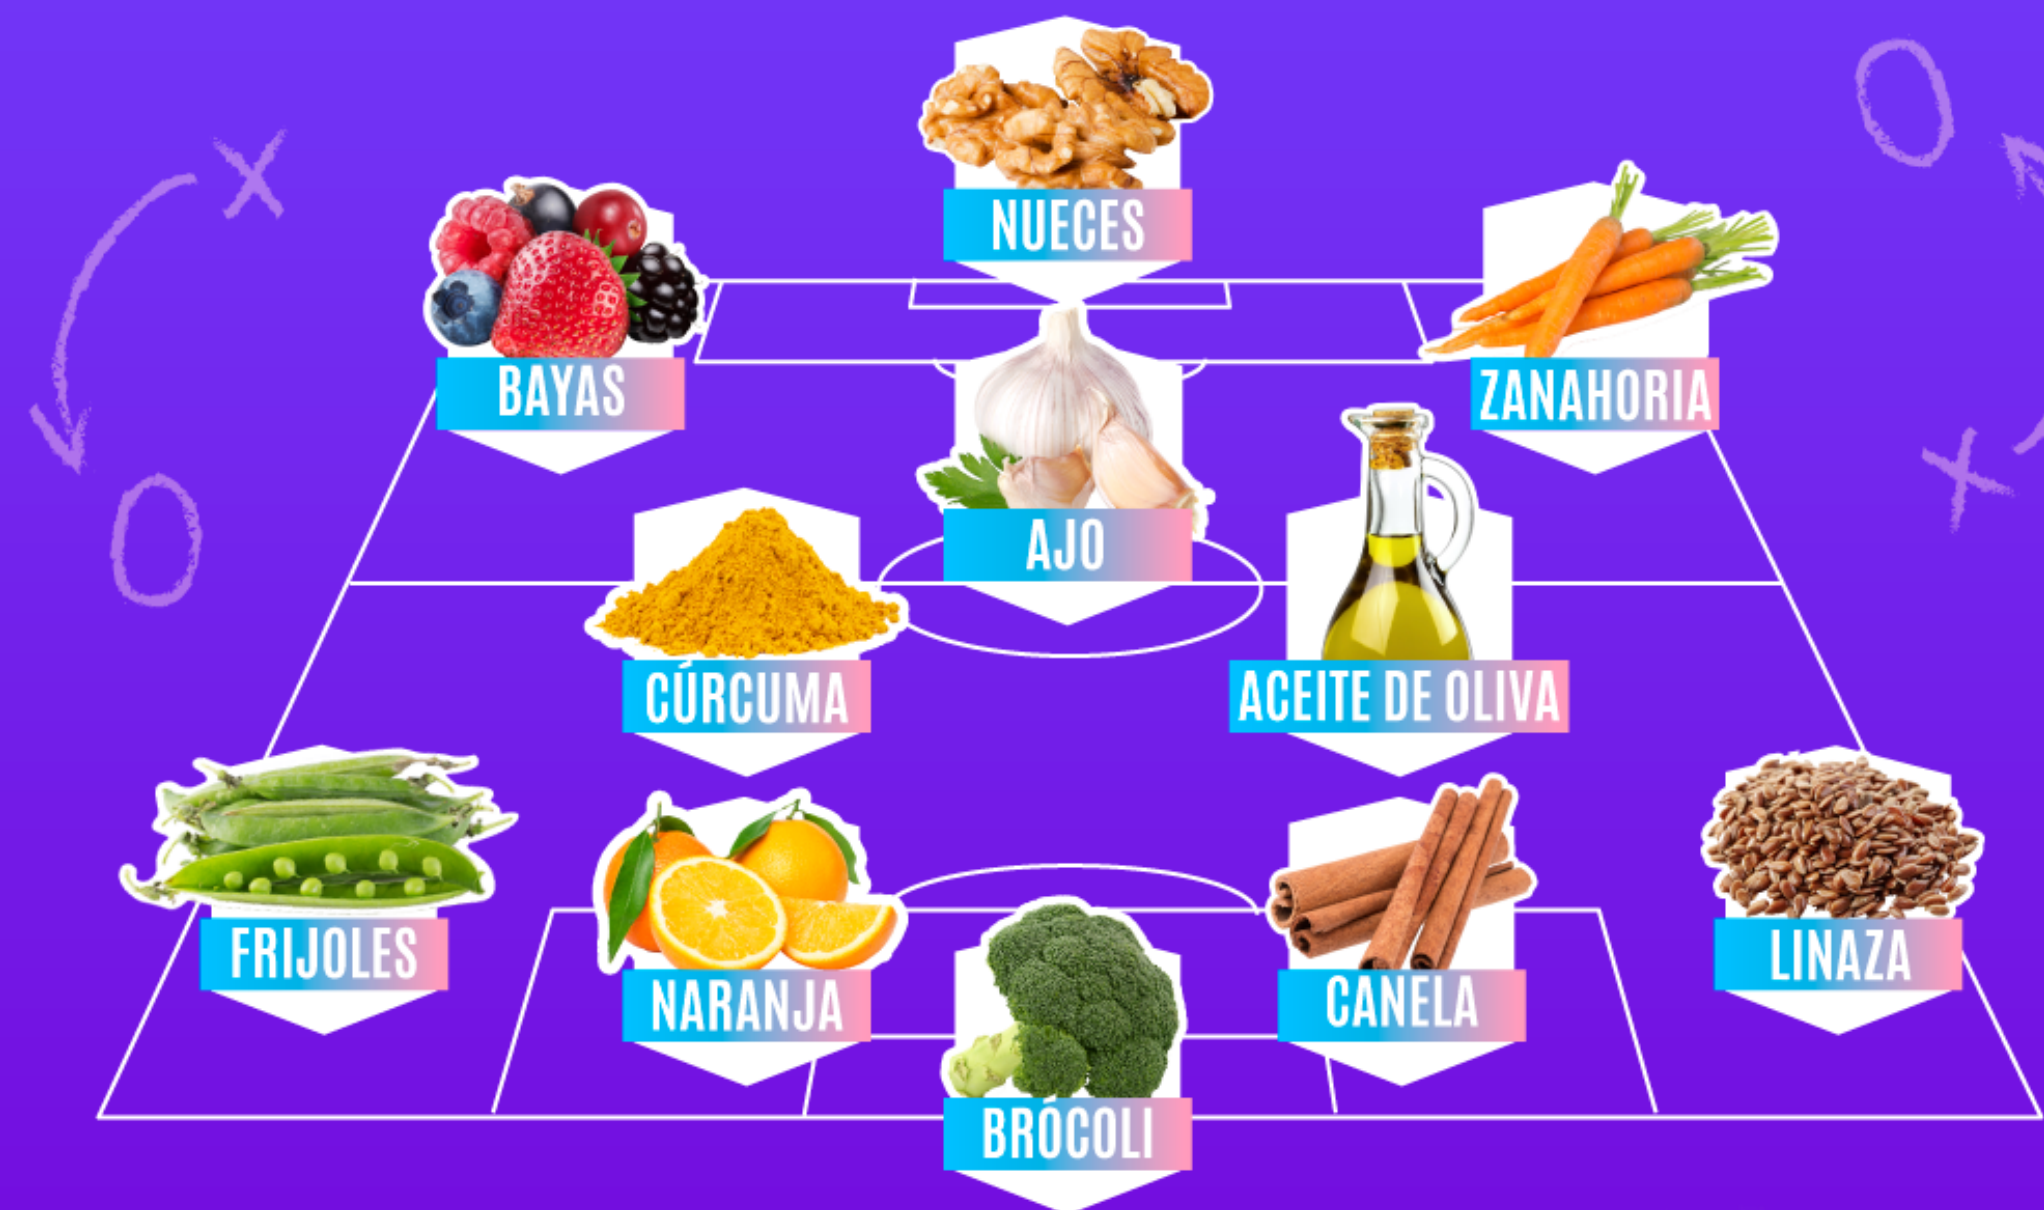 NUECES
BAYAS
ZANAHORIA
AJO
CÚRCUMA
ACEITE DE OLIVA
FRIJOLES
NARANJA
CANELA
LINAZA
BRÓCOLI